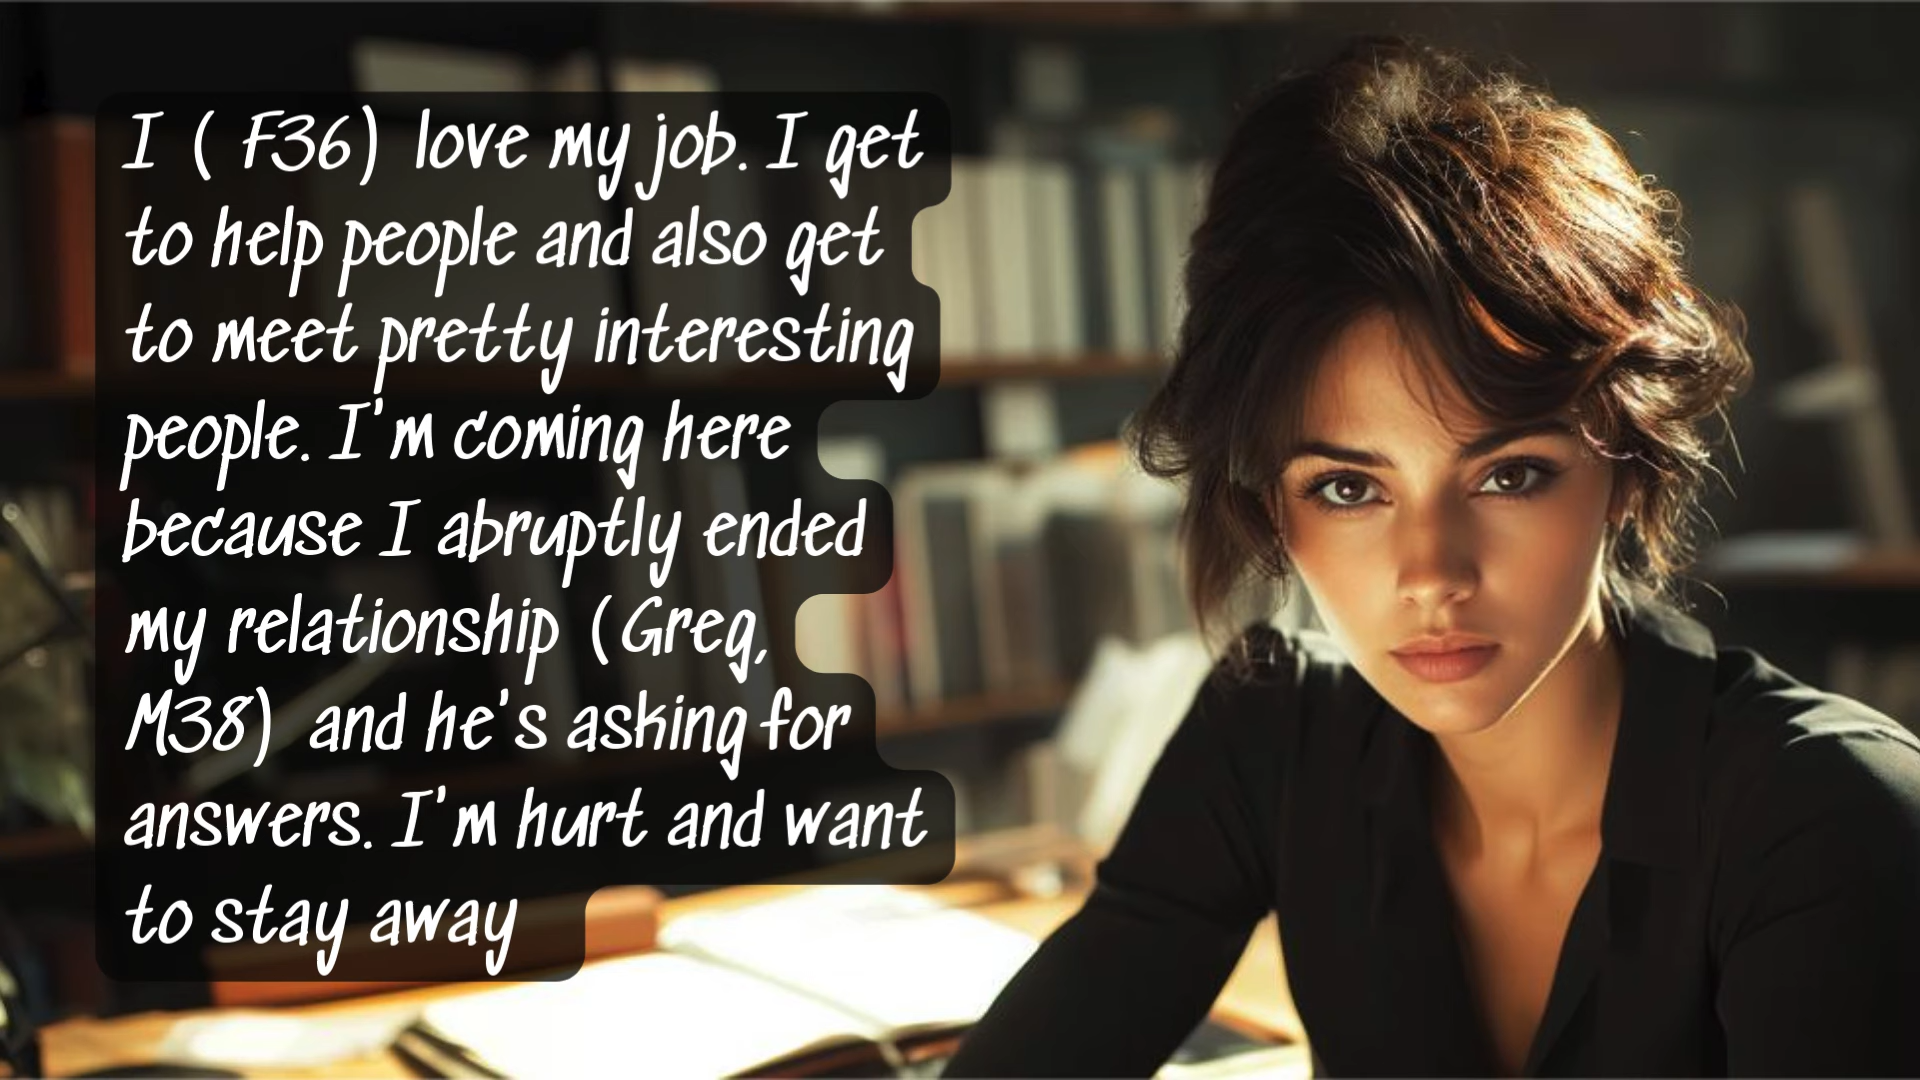 I ( F36) love my job. I get
to help people and also get
to meet pretty interesting
people. I'm coming here
because I abruptly ended
my relationship (Greg,
M38) and he's asking for
answers. I'm hurt and want
to stay away